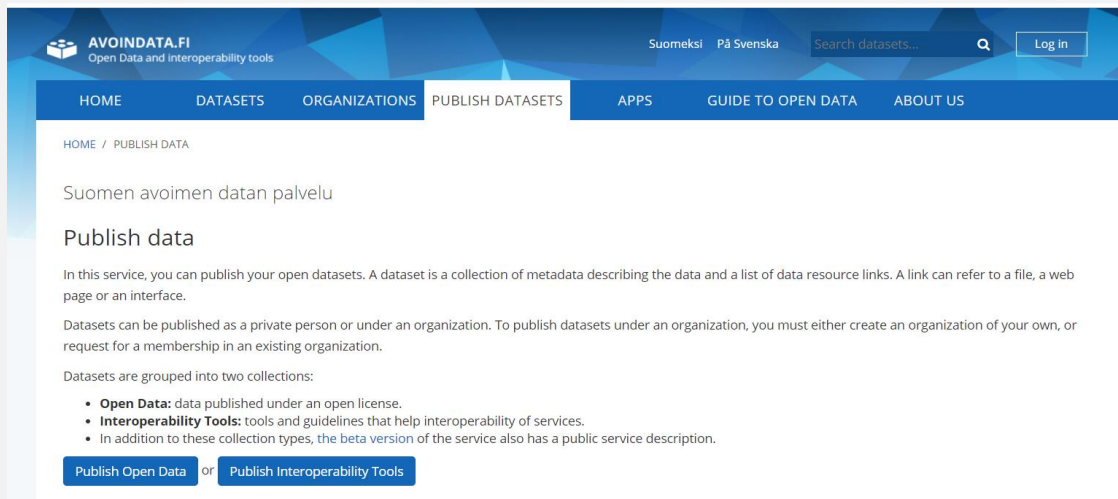 AVOINDATA.FI
Open Data and interoperability tools
Suomeksi På Svenska Search datasets... Log in
HOME DATASETS ORGANIZATIONS PUBLISH DATASETS APPS GUIDE TO OPEN DATA ABOUT US
HOME / PUBLISH DATA
Suomen avoimen datan palvelu
Publish data
In this service, you can publish your open datasets. A dataset is a collection of metadata describing the data and a list of data resource links. A link can refer to a file, a web
page or an interface.
Datasets can be published as a private person or under an organization. To publish datasets under an organization, you must either create an organization of your own, or
request for a membership in an existing organization.
Datasets are grouped into two collections:
• Open Data: data published under an open license.
• Interoperability Tools: tools and guidelines that help interoperability of services.
• In addition to these collection types, the beta version of the service also has a public service description.
Publish Open Data or Publish Interoperability Tools